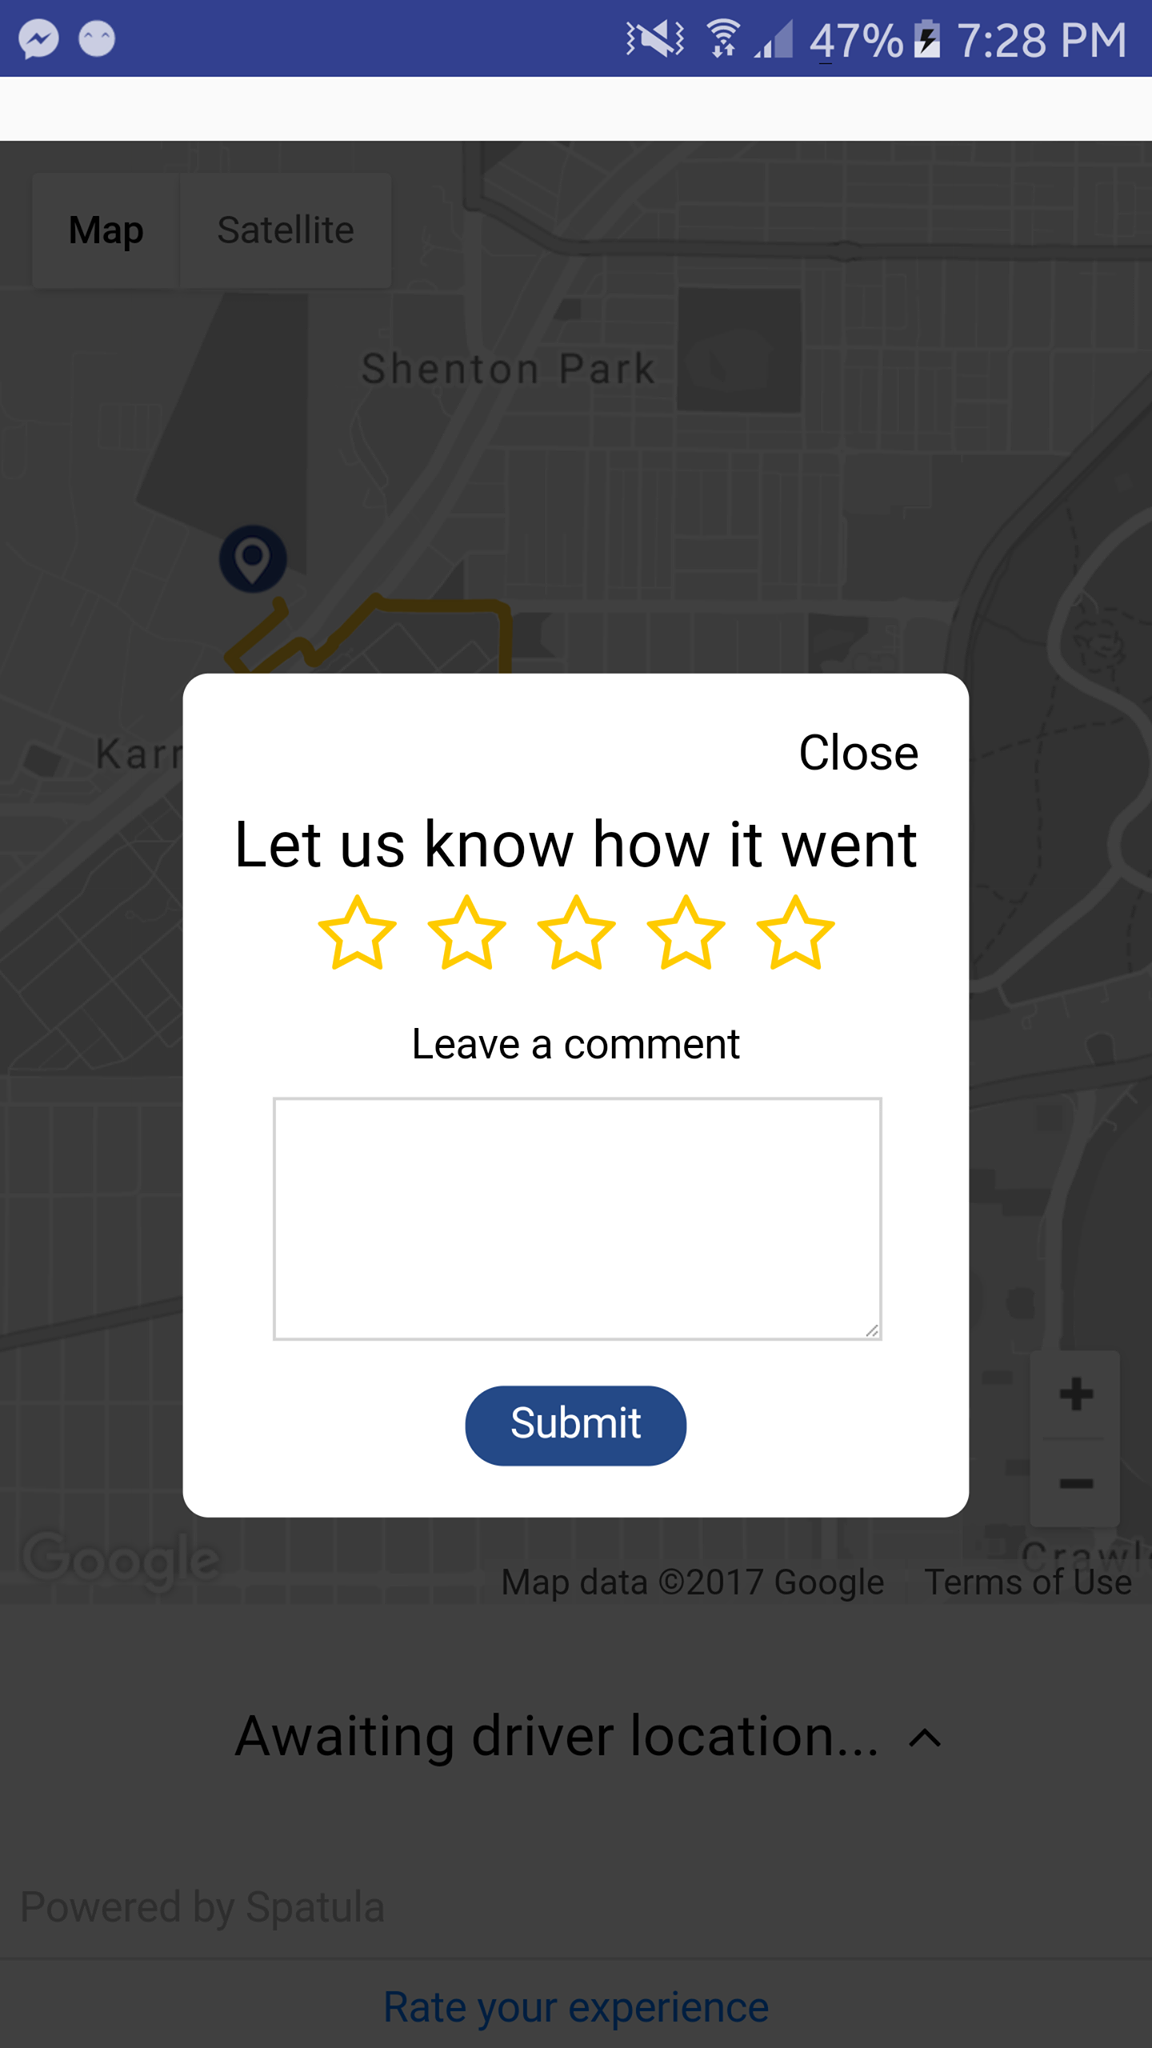 47% 7:28 PM
Map Satellite
Shenton Park
Karr
Close
Let us know how it went
Leave a comment
Submit
+
−
Google
Crawl
Map data ©2017 Google Terms of Use
Awaiting driver location...
Powered by Spatula
Rate your experience